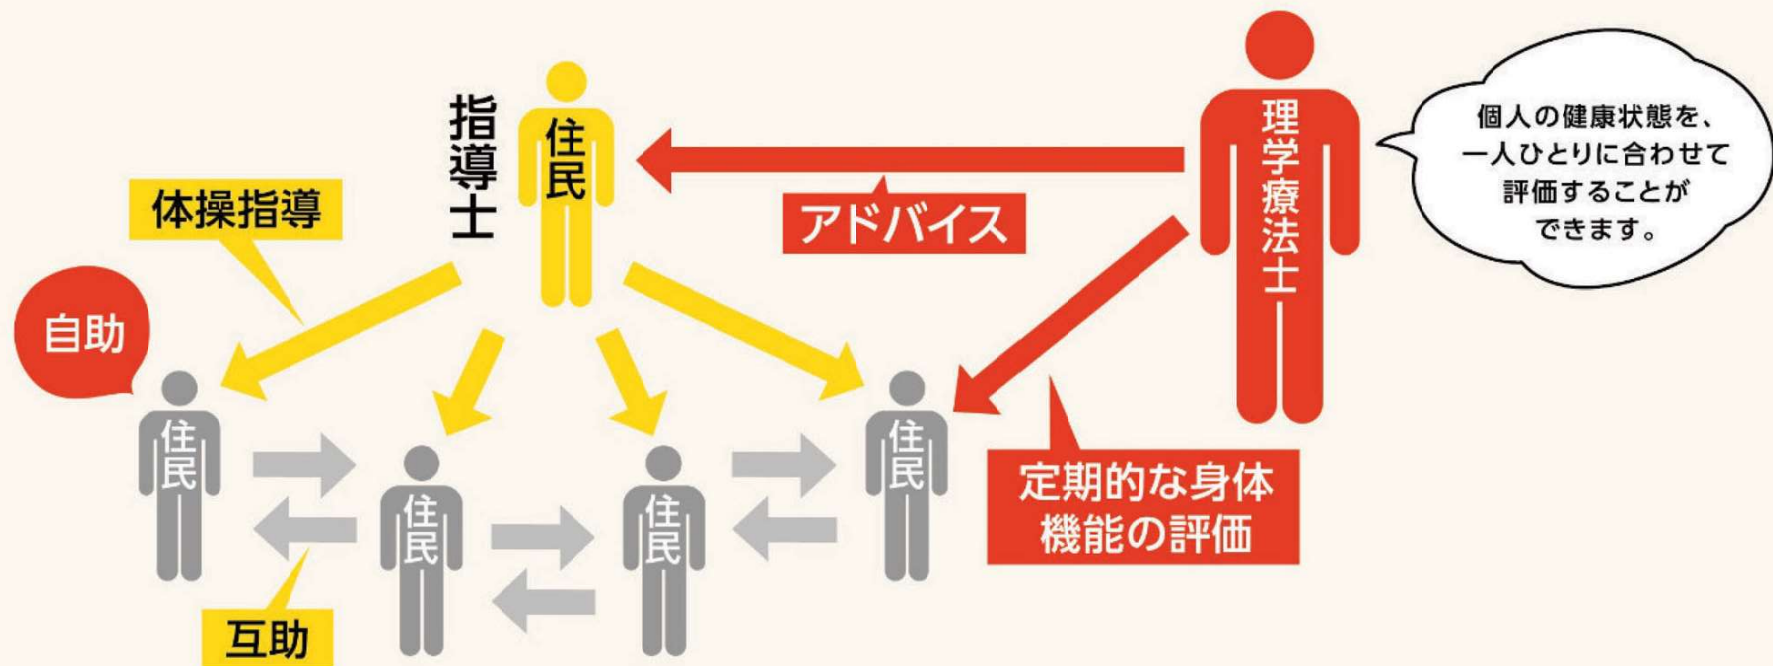 指導士
住民
理学療法士
個人の健康状態を、
一人ひとりに合わせて
評価することが
できます。
体操指導
アドバイス
自助
住民
住民
住民
住民
定期的な身体
機能の評価
互助